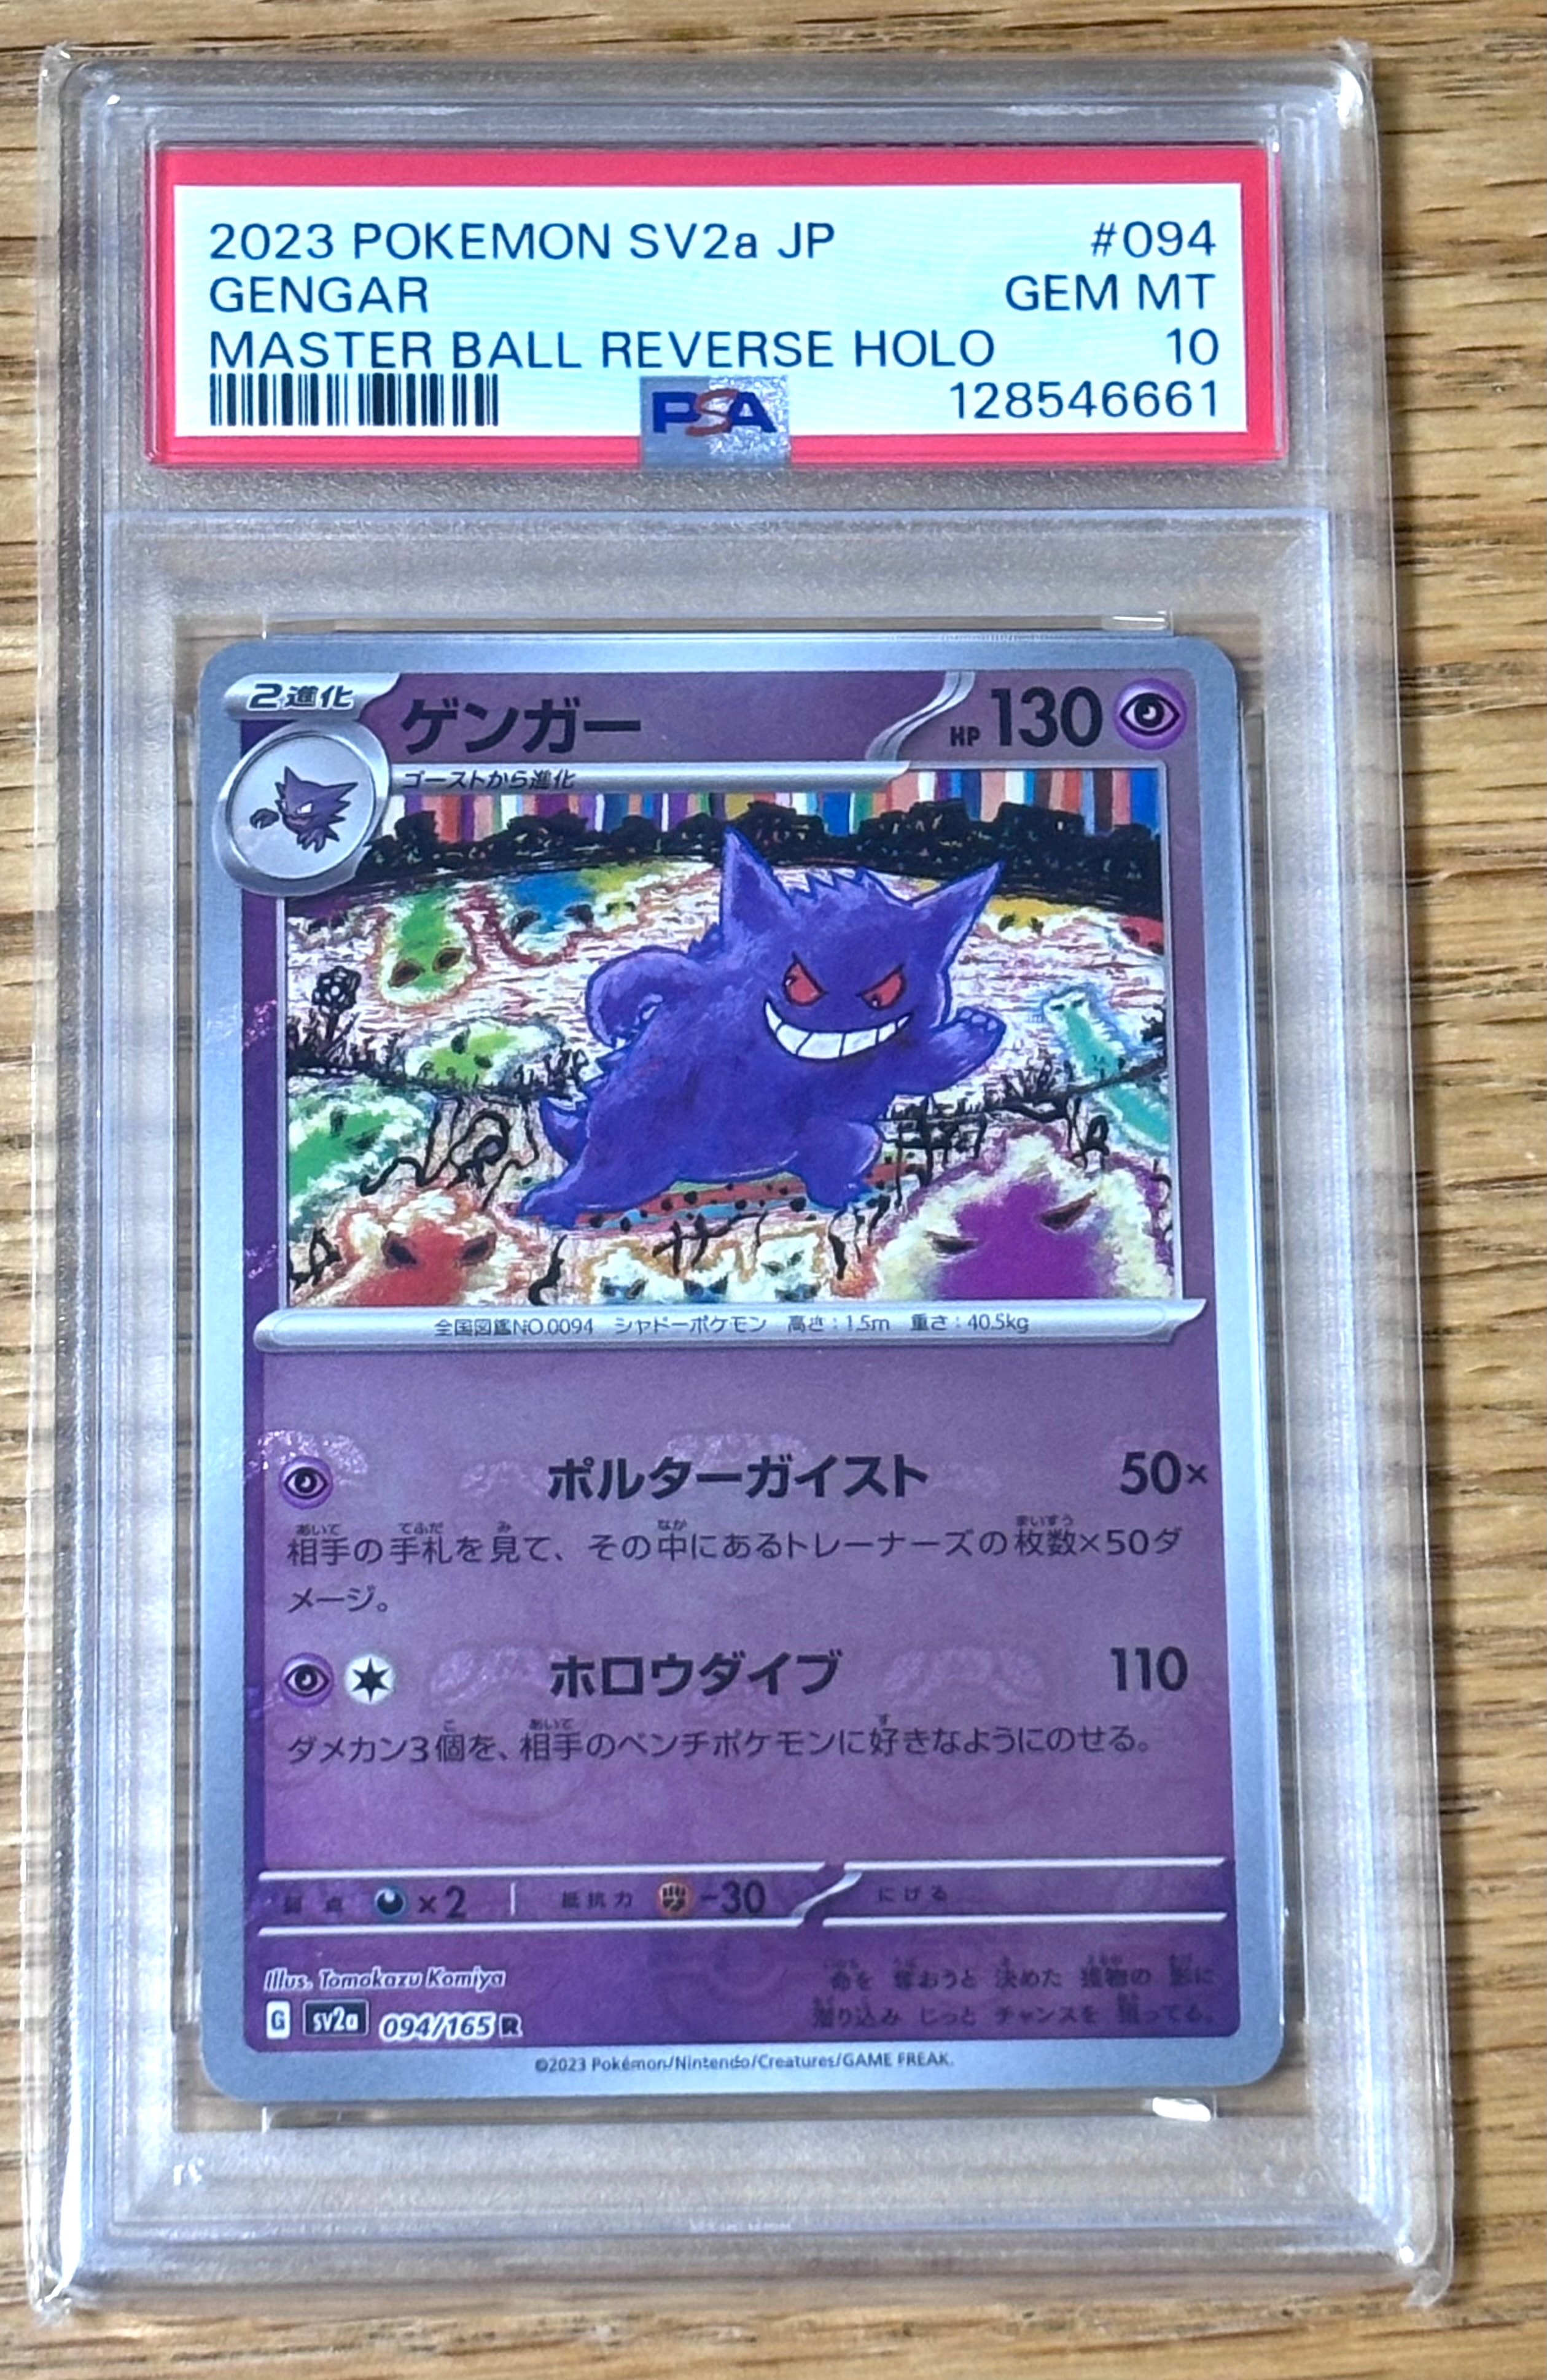 2023 POKEMON SV2a JP #094
GENGAR GEM MT
MASTER BALL REVERSE HOLO 10
PSA 128546661
2進化 ゲンガー HP 130
ゴーストから進化
全国図鑑NO.0094 シャドーポケモン 高さ：1.5m 重さ：40.5kg
ポルターガイスト 50×
相手の手札を見て、その中にあるトレーナーズの枚数×50ダ
メージ。
ホロウダイブ 110
ダメカン3個を、相手のベンチポケモンに好きなようにのせる。
弱点 ×2 抵抗力 -30 にげる
Illus. Tomokazu Komiya
命を 奪おうと 決めた 獲物の 影に
潜り込み じっと チャンスを 狙ってる。
G sv2a 094/165 R
©2023 Pokémon/Nintendo/Creatures/GAME FREAK.